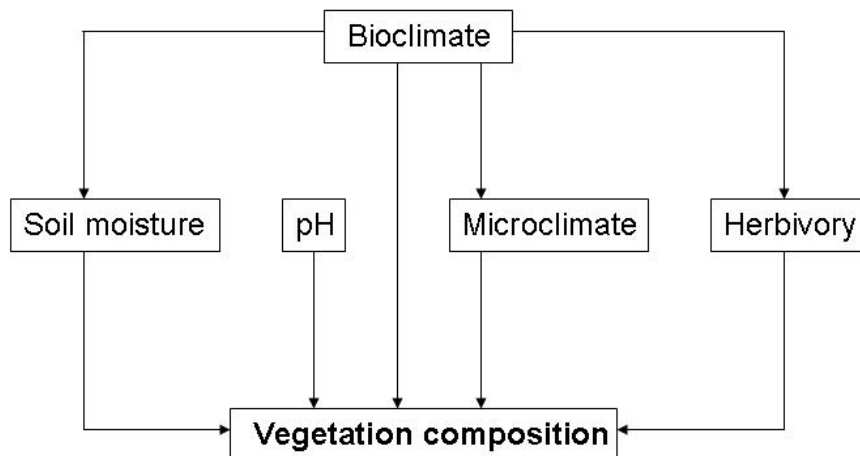 Bioclimate
Soil moisture
pH
Microclimate
Herbivory
Vegetation composition